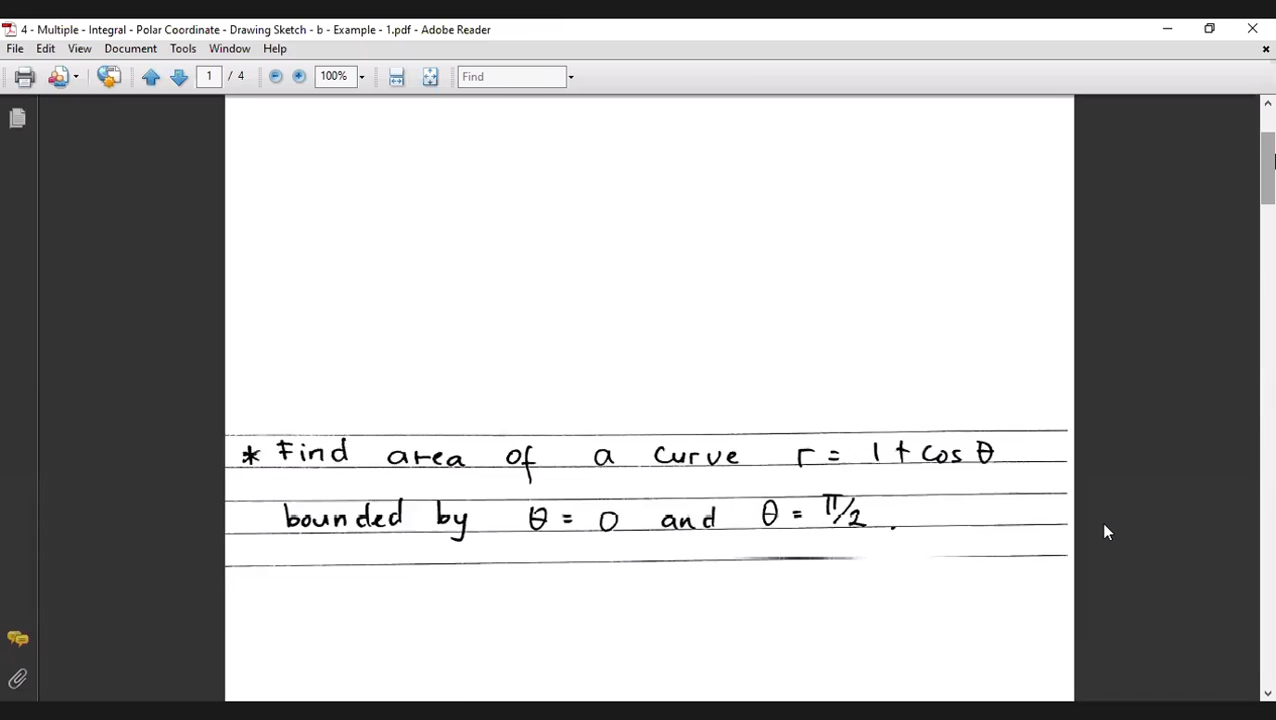 4 - Multiple - Integral - Polar Coordinate - Drawing Sketch - b - Example - 1.pdf - Adobe Reader
File Edit View Document Tools Window Help
1 / 4 100% Find
* Find area of a curve r = 1 + cos θ
bounded by θ = 0 and θ = π/2 .